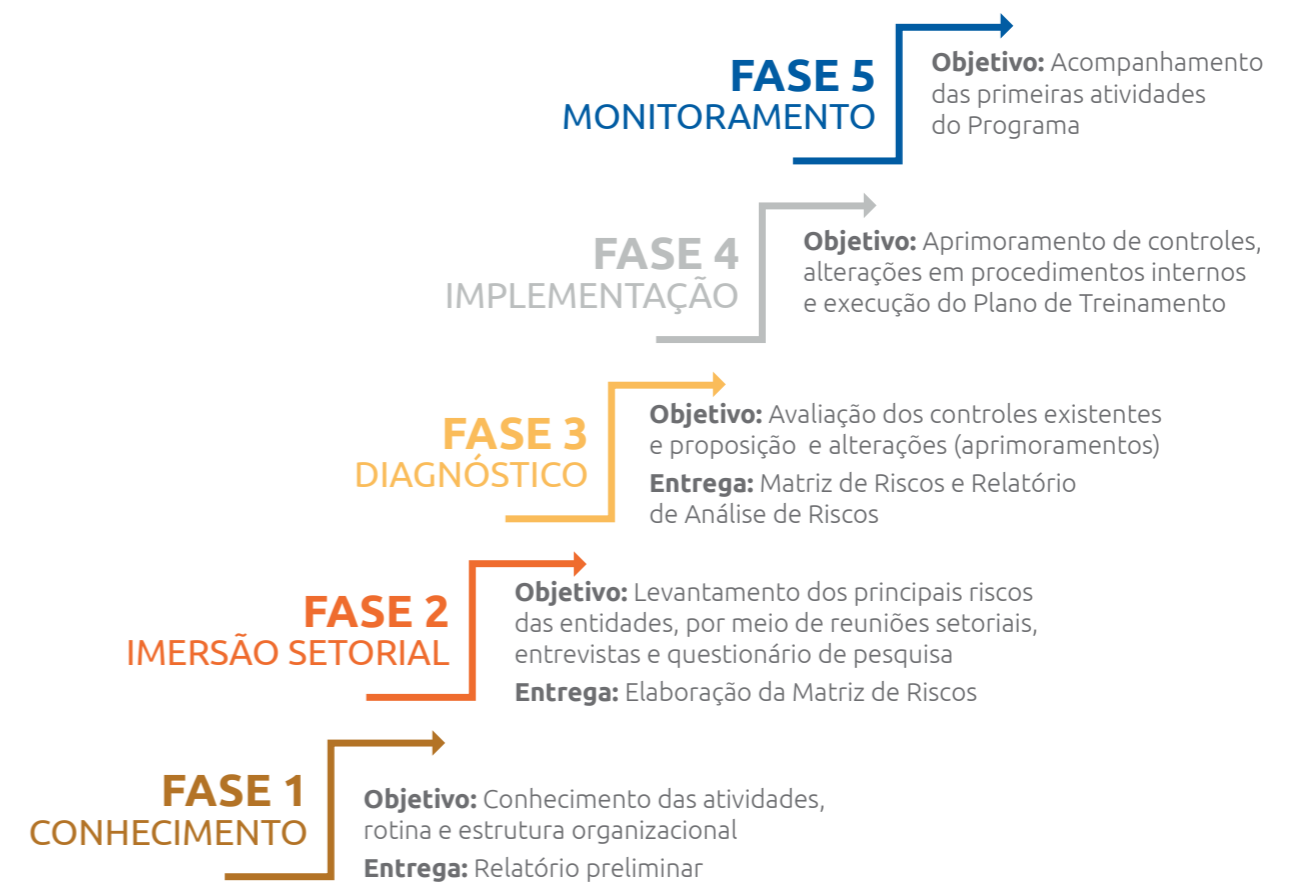 FASE 5
MONITORAMENTO
Objetivo: Acompanhamento
das primeiras atividades
do Programa
FASE 4
IMPLEMENTAÇÃO
Objetivo: Aprimoramento de controles,
alterações em procedimentos internos
e execução do Plano de Treinamento
FASE 3
DIAGNÓSTICO
Objetivo: Avaliação dos controles existentes
e proposição e alterações (aprimoramentos)
Entrega: Matriz de Riscos e Relatório
de Análise de Riscos
FASE 2
IMERSÃO SETORIAL
Objetivo: Levantamento dos principais riscos
das entidades, por meio de reuniões setoriais,
entrevistas e questionário de pesquisa
Entrega: Elaboração da Matriz de Riscos
FASE 1
CONHECIMENTO
Objetivo: Conhecimento das atividades,
rotina e estrutura organizacional
Entrega: Relatório preliminar